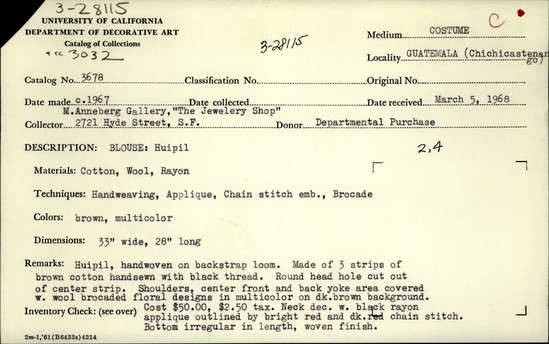 3-28115
UNIVERSITY OF CALIFORNIA
DEPARTMENT OF DECORATIVE ART
Catalog of Collections
acc 3032
3-28115
C
Medium COSTUME
Locality GUATEMALA (Chichicastenango)
Catalog No. 3678 Classification No. Original No.
Date made c.1967 Date collected Date received March 5, 1968
M.Anneberg Gallery,"The Jewelery Shop"
Collector 2721 Hyde Street, S.F. Donor Departmental Purchase
DESCRIPTION: BLOUSE: Huipil
2,4
Materials: Cotton, Wool, Rayon
Techniques: Handweaving, Applique, Chain stitch emb., Brocade
Colors: brown, multicolor
Dimensions: 33" wide, 28" long
Remarks: Huipil, handwoven on backstrap loom. Made of 3 strips of
brown cotton handsewn with black thread. Round head hole cut out
of center strip. Shoulders, center front and back yoke area covered
w. wool brocaded floral designs in multicolor on dk.brown background.
Inventory Check: (see over) Cost $50.00, $2.50 tax. Neck dec. w. black rayon
applique outlined by bright red and dk.red chain stitch.
Bottom irregular in length, woven finish.
2m-1,'61(B6433s)4314